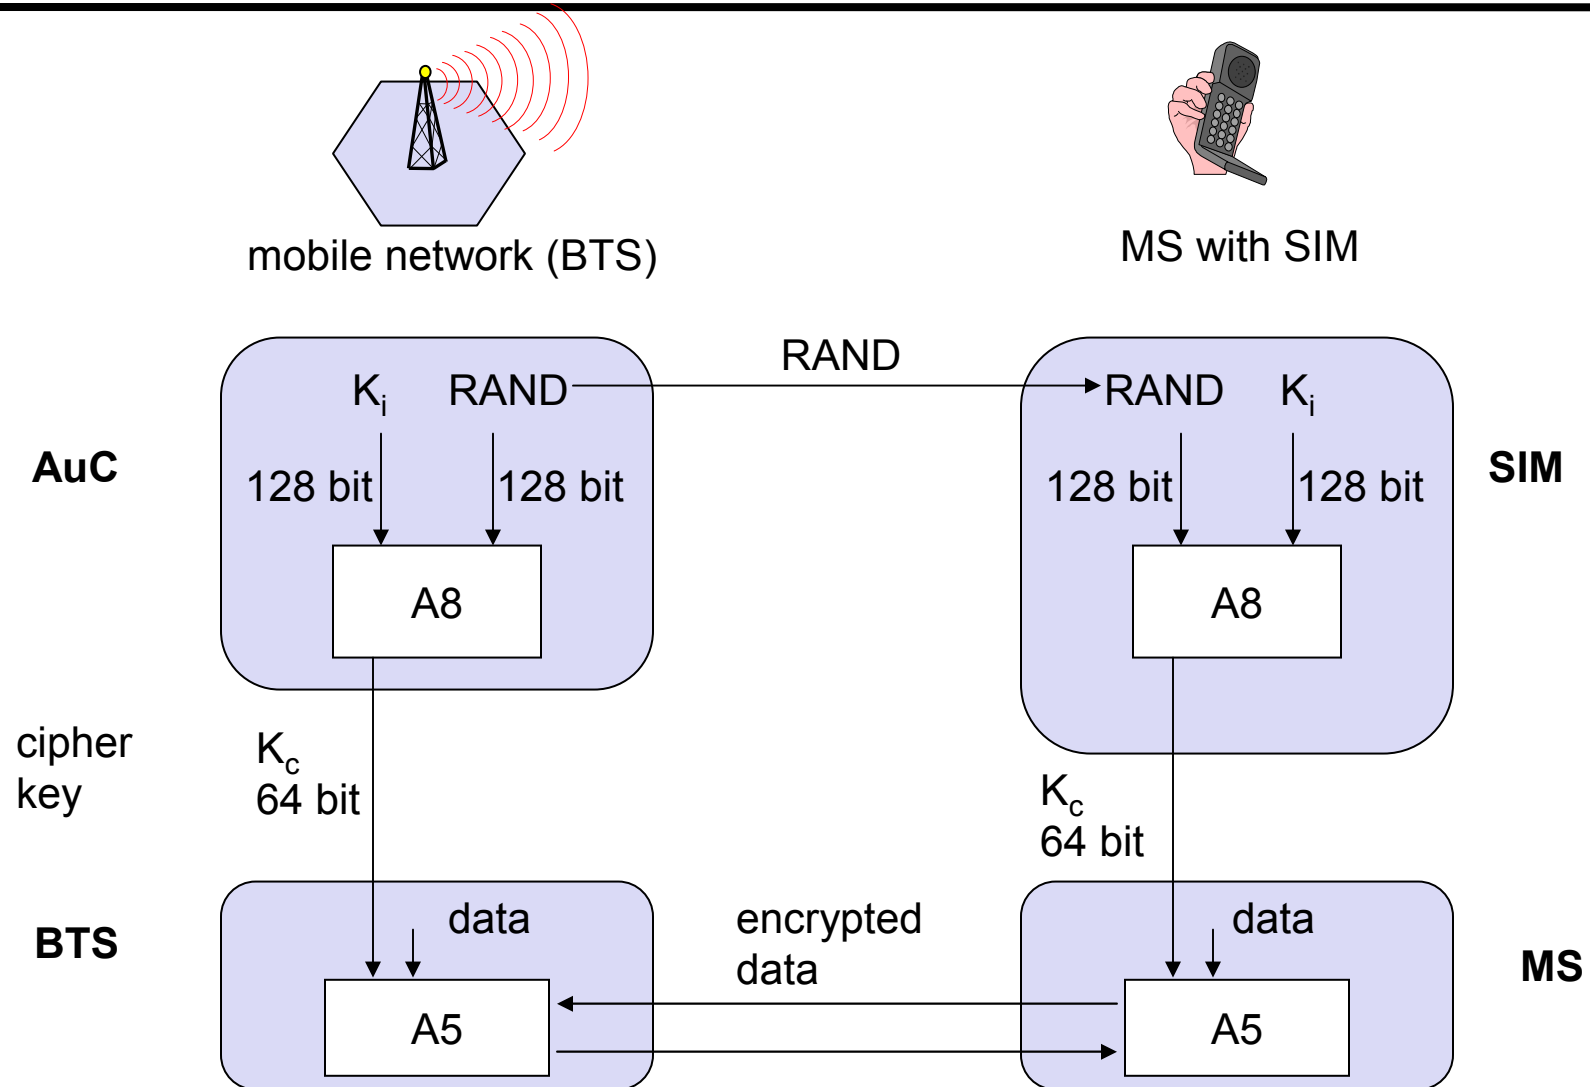 mobile network (BTS)
MS with SIM
RAND
Ki RAND
RAND Ki
AuC
128 bit 128 bit
128 bit 128 bit
SIM
A8
A8
cipher
key
Kc
64 bit
Kc
64 bit
BTS
data
encrypted
data
data
MS
A5
A5